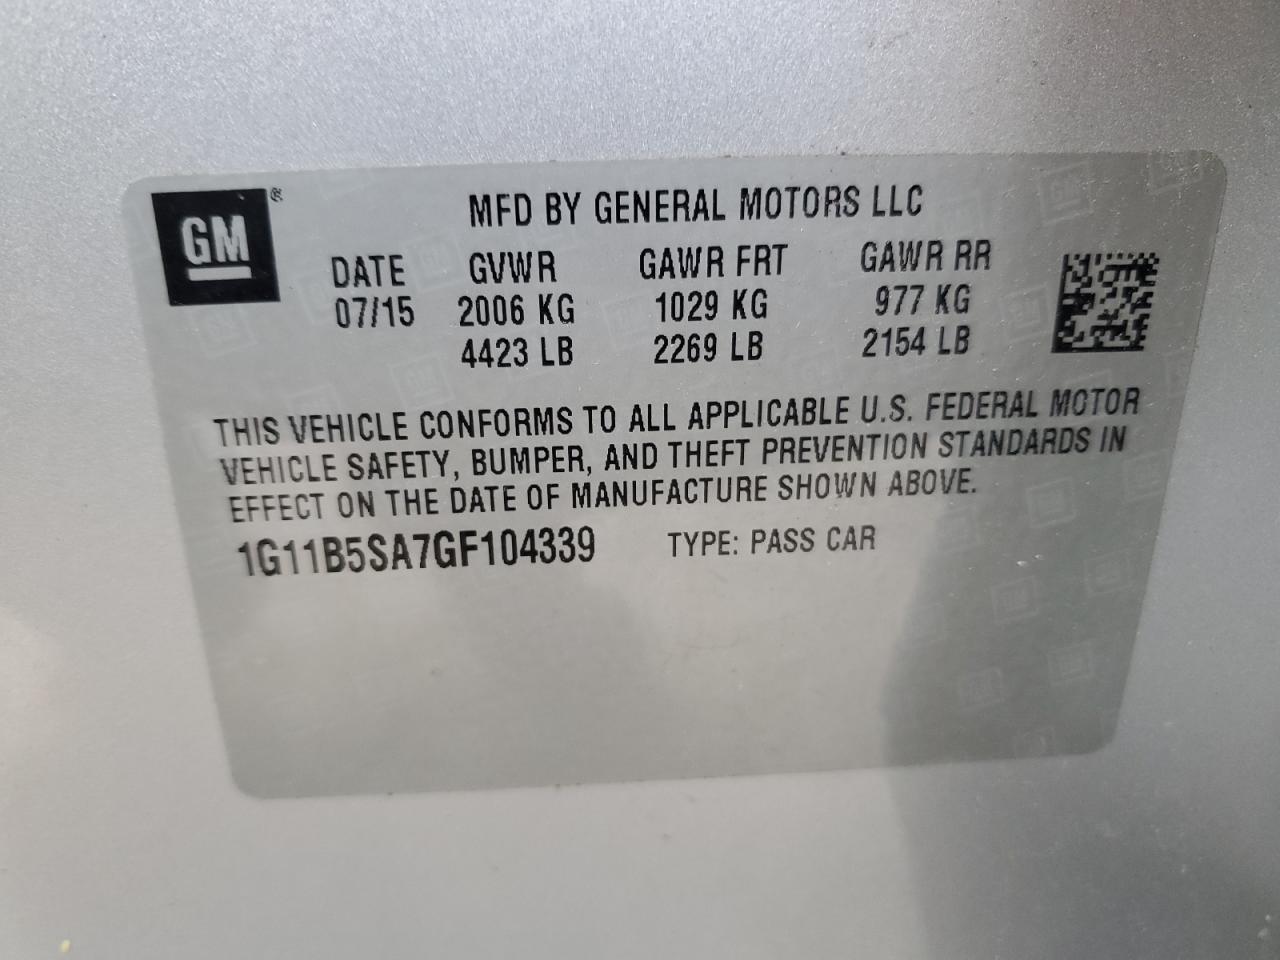 GM®
MFD BY GENERAL MOTORS LLC
DATE GVWR GAWR FRT GAWR RR
07/15 2006 KG 1029 KG 977 KG
4423 LB 2269 LB 2154 LB
THIS VEHICLE CONFORMS TO ALL APPLICABLE U.S. FEDERAL MOTOR
VEHICLE SAFETY, BUMPER, AND THEFT PREVENTION STANDARDS IN
EFFECT ON THE DATE OF MANUFACTURE SHOWN ABOVE.
1G11B5SA7GF104339 TYPE: PASS CAR